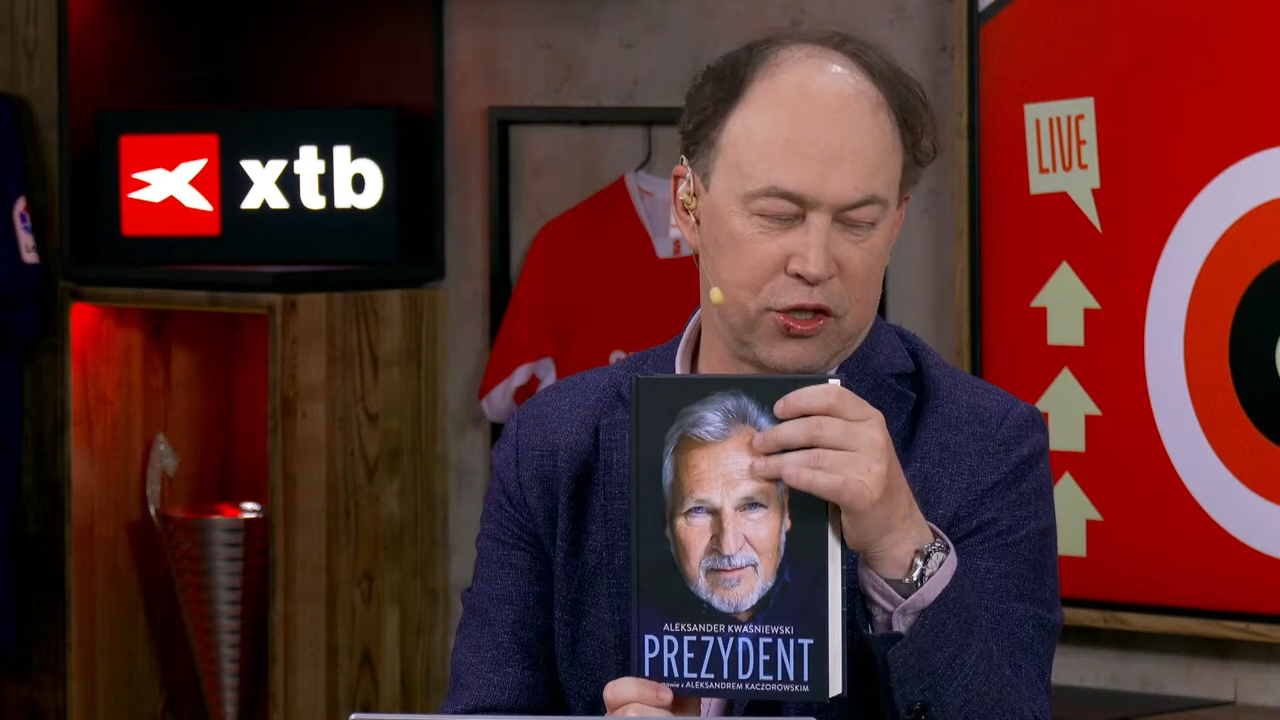 xtb
LIVE
ALEKSANDER KWAŚNIEWSKI
PREZYDENT
z ALEKSANDREM KACZOROWSKIM